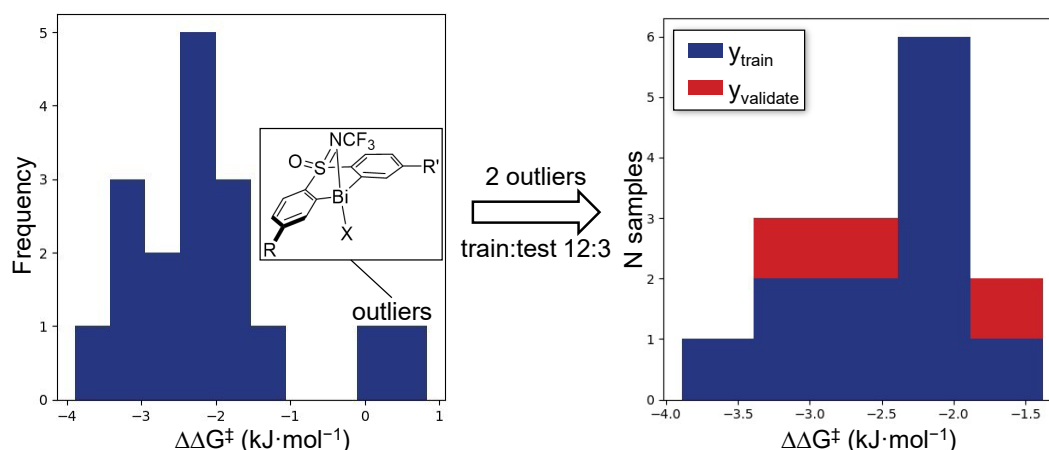 Frequency
5
4
3
2
1
0
−4
−3
−2
−1
0
1
ΔΔG‡ (kJ·mol⁻¹)
NCF₃
O=S
R'
Bi
X
R
outliers
2 outliers
train:test 12:3
N samples
6
5
4
3
2
1
0
−4.0
−3.5
−3.0
−2.5
−2.0
−1.5
ΔΔG‡ (kJ·mol⁻¹)
y_train
y_validate